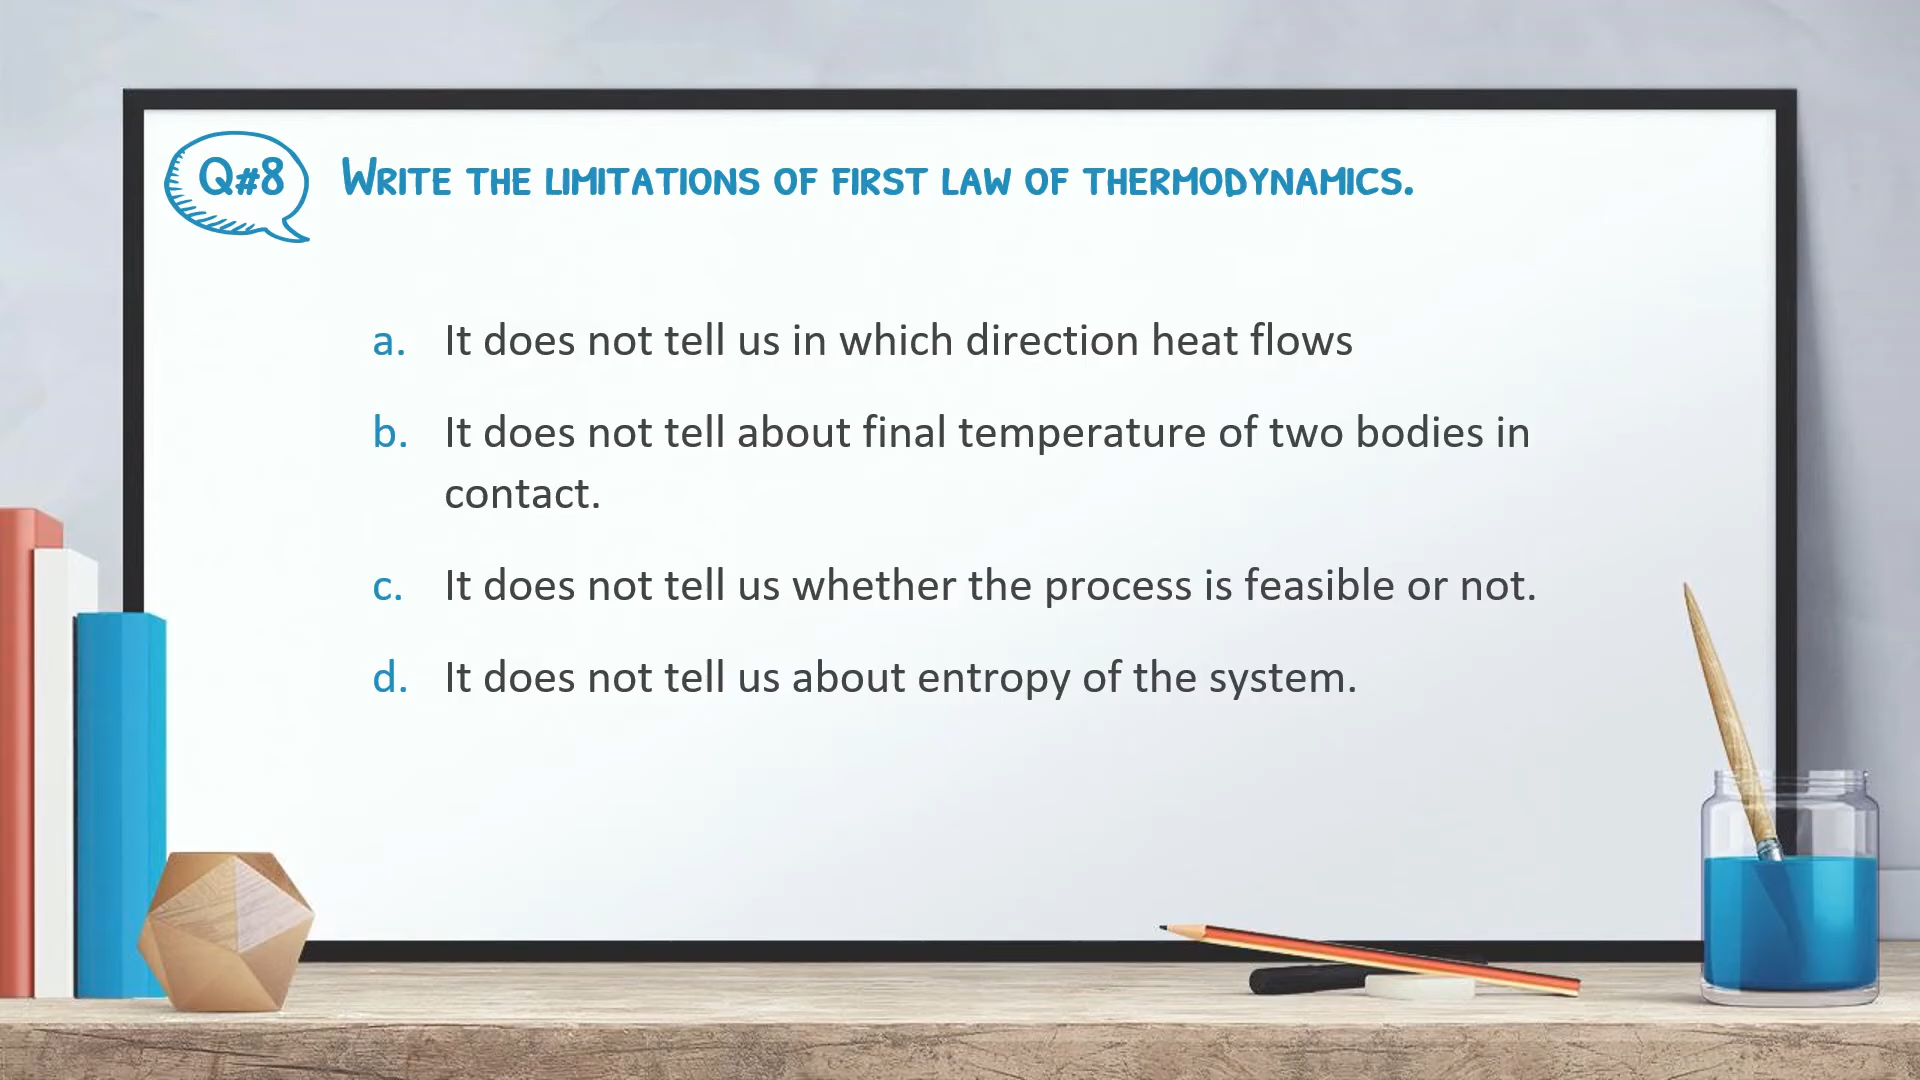 Q#8 Write the limitations of first law of thermodynamics.
a. It does not tell us in which direction heat flows
b. It does not tell about final temperature of two bodies in
contact.
c. It does not tell us whether the process is feasible or not.
d. It does not tell us about entropy of the system.